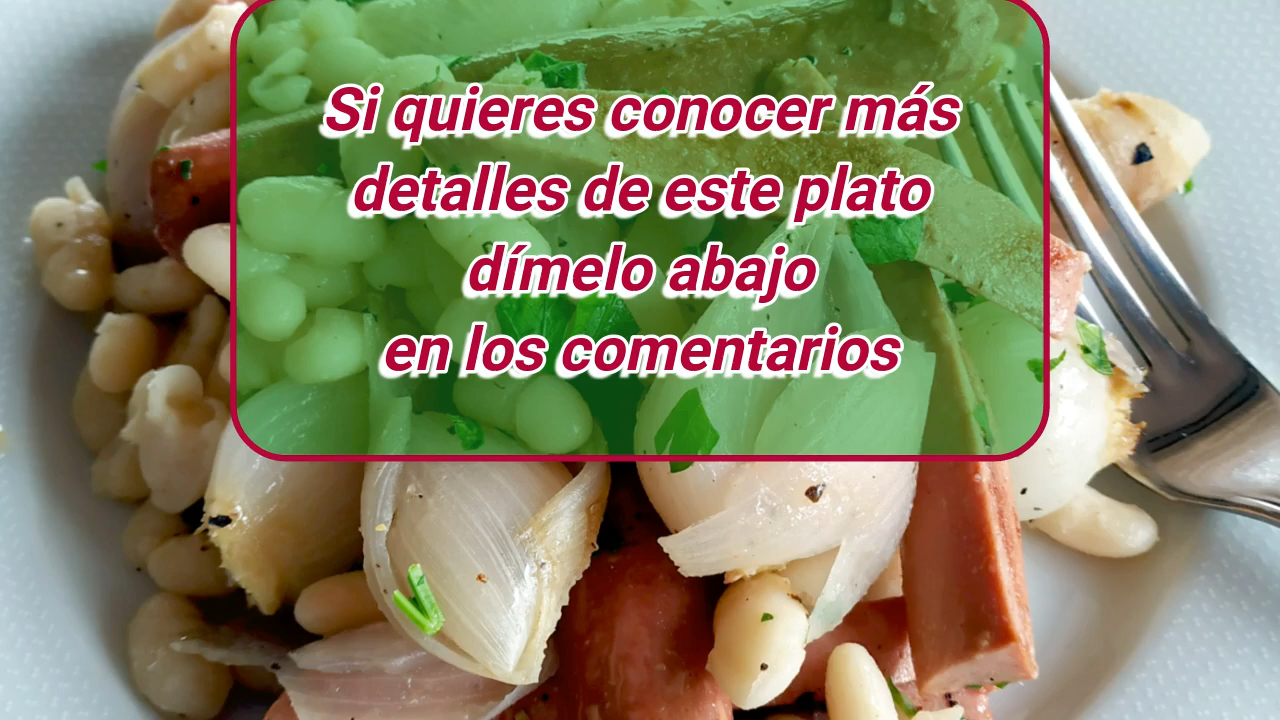 Si quieres conocer más
detalles de este plato
dímelo abajo
en los comentarios